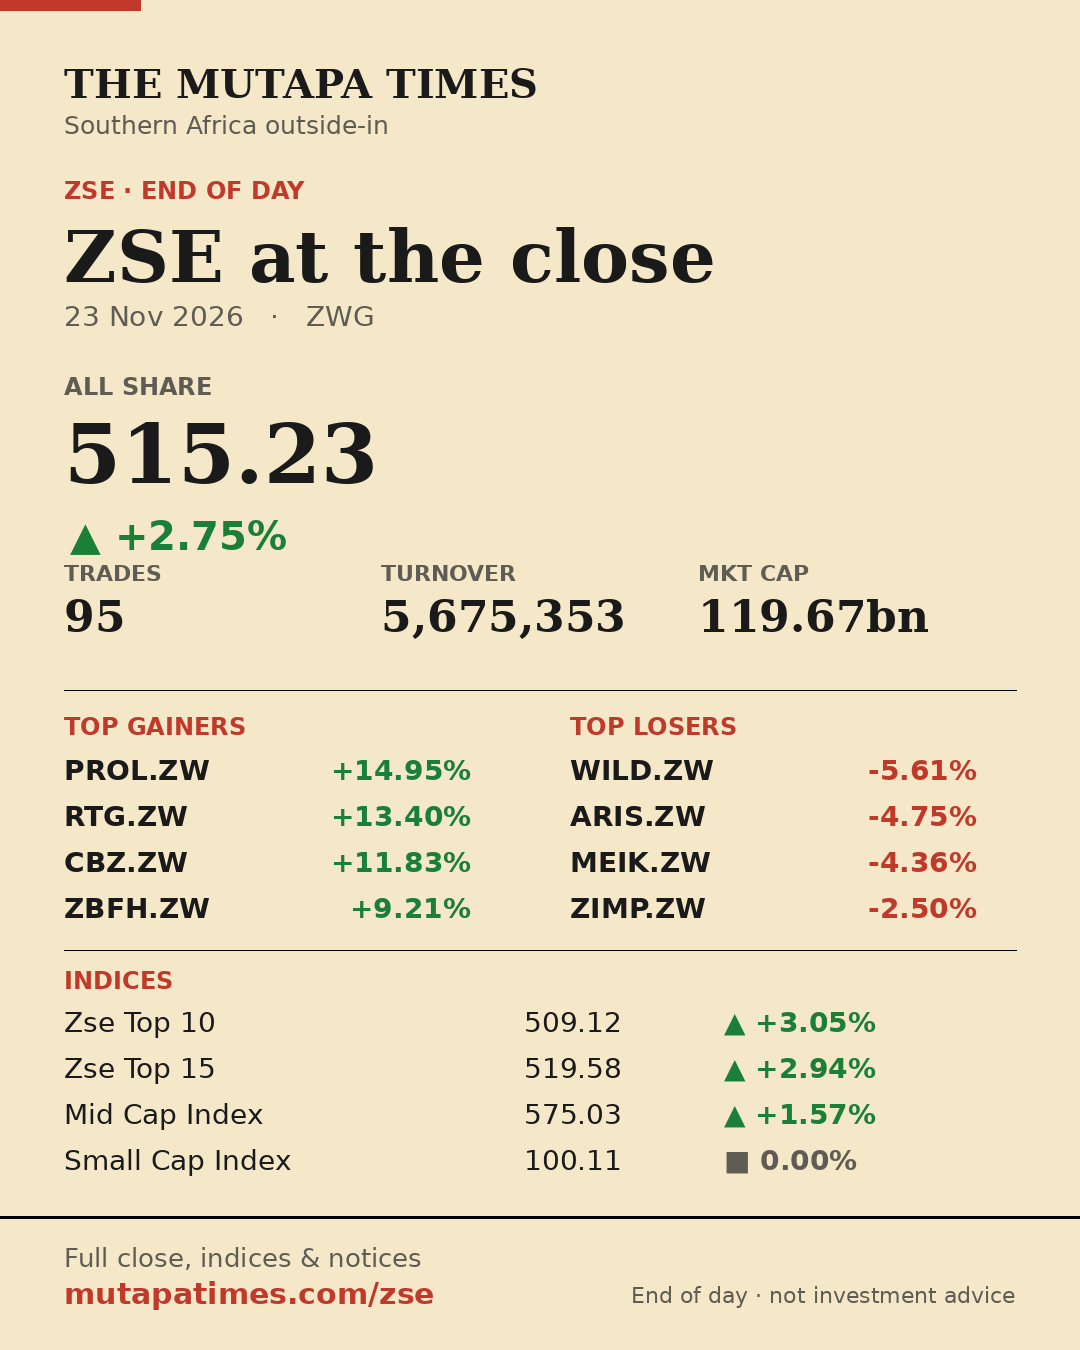 THE MUTAPA TIMES
Southern Africa outside-in
ZSE · END OF DAY
ZSE at the close
23 Nov 2026 · ZWG
ALL SHARE
515.23
▲ +2.75%
TRADES TURNOVER MKT CAP
95 5,675,353 119.67bn
TOP GAINERS TOP LOSERS
PROL.ZW +14.95% WILD.ZW -5.61%
RTG.ZW +13.40% ARIS.ZW -4.75%
CBZ.ZW +11.83% MEIK.ZW -4.36%
ZBFH.ZW +9.21% ZIMP.ZW -2.50%
INDICES
Zse Top 10 509.12 ▲ +3.05%
Zse Top 15 519.58 ▲ +2.94%
Mid Cap Index 575.03 ▲ +1.57%
Small Cap Index 100.11 ■ 0.00%
Full close, indices & notices
mutapatimes.com/zse
End of day · not investment advice